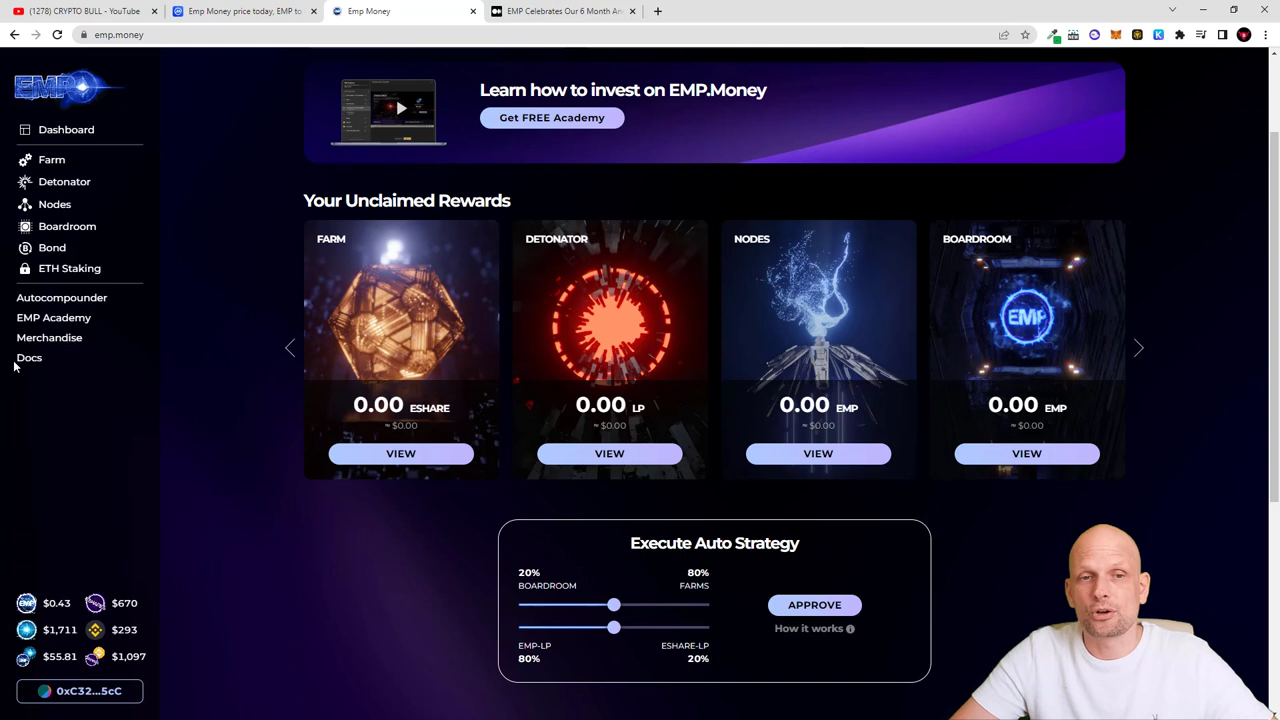 (1278) CRYPTO BULL - YouTube
Emp Money price today, EMP to
Emp Money
EMP Celebrates Our 6 Month An
emp.money
EMP
Dashboard
Farm
Detonator
Nodes
Boardroom
Bond
ETH Staking
Autocompounder
EMP Academy
Merchandise
Docs
$0.43 $670
$1,711 $293
$55.81 $1,097
0xC32...5cC
Learn how to invest on EMP.Money
Get FREE Academy
Your Unclaimed Rewards
FARM
0.00 ESHARE
≈ $0.00
VIEW
DETONATOR
0.00 LP
≈ $0.00
VIEW
NODES
0.00 EMP
≈ $0.00
VIEW
BOARDROOM
EMP
0.00 EMP
≈ $0.00
VIEW
Execute Auto Strategy
20% 80%
BOARDROOM FARMS
EMP-LP ESHARE-LP
80% 20%
APPROVE
How it works